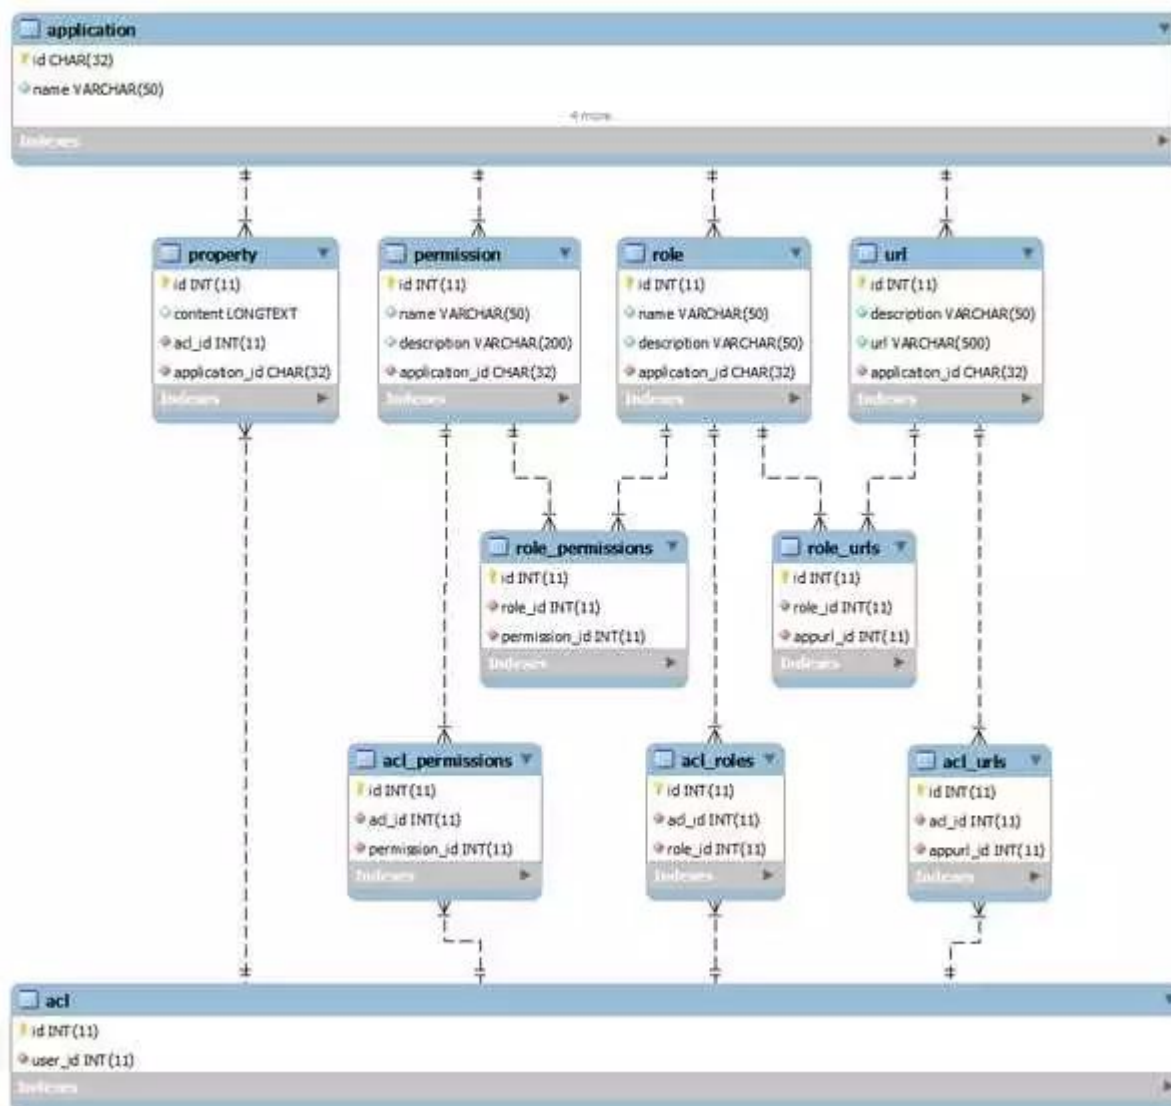 application
id CHAR(32)
name VARCHAR(50)
4 more
Indexes
property
id INT(11)
content LONGTEXT
acl_id INT(11)
application_id CHAR(32)
Indexes
permission
id INT(11)
name VARCHAR(50)
description VARCHAR(200)
application_id CHAR(32)
Indexes
role
id INT(11)
name VARCHAR(50)
description VARCHAR(50)
application_id CHAR(32)
Indexes
url
id INT(11)
description VARCHAR(50)
url VARCHAR(500)
application_id CHAR(32)
Indexes
role_permissions
id INT(11)
role_id INT(11)
permission_id INT(11)
Indexes
role_urls
id INT(11)
role_id INT(11)
appurl_id INT(11)
Indexes
acl_permissions
id INT(11)
acl_id INT(11)
permission_id INT(11)
Indexes
acl_roles
id INT(11)
acl_id INT(11)
role_id INT(11)
Indexes
acl_urls
id INT(11)
acl_id INT(11)
appurl_id INT(11)
Indexes
acl
id INT(11)
user_id INT(11)
Indexes